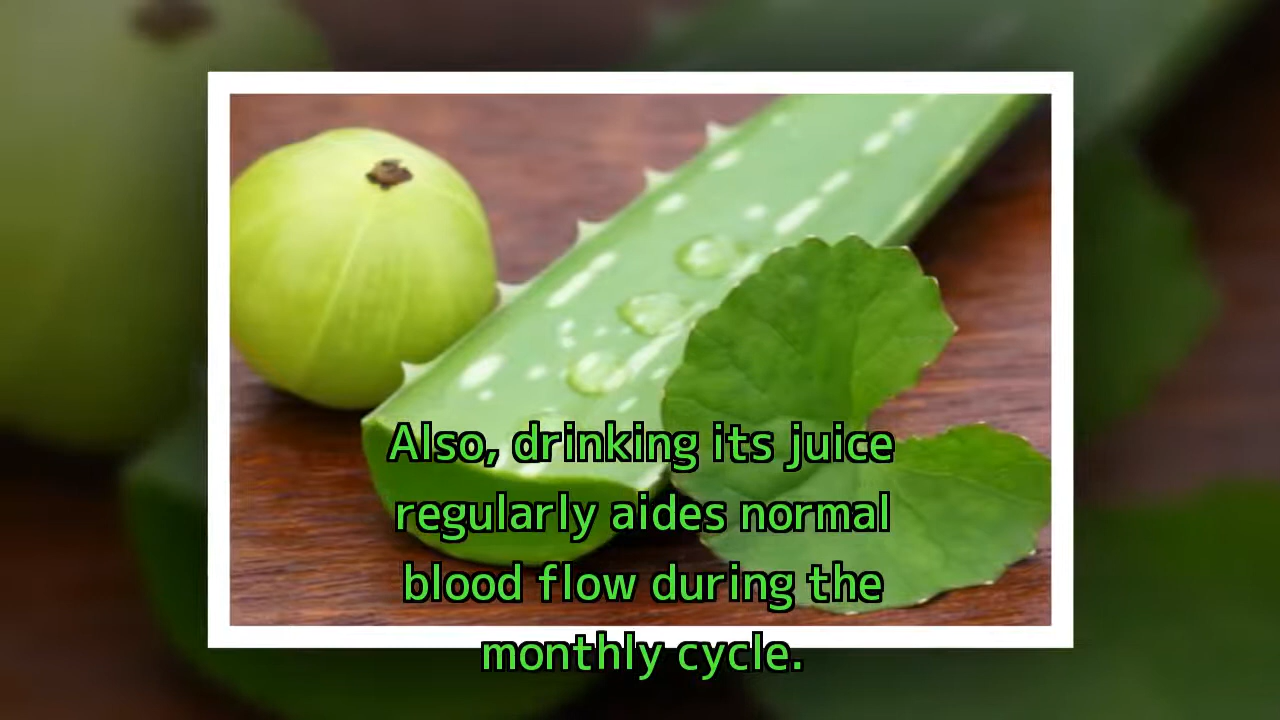 Also, drinking its juice
regularly aides normal
blood flow during the
monthly cycle.